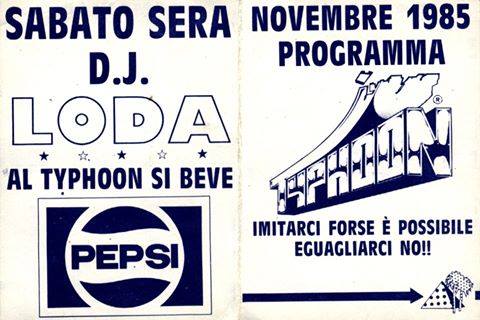 SABATO SERA
D.J.
LODA
AL TYPHOON SI BEVE
PEPSI
NOVEMBRE 1985
PROGRAMMA
TYPHOON®
IMITARCI FORSE È POSSIBILE
EGUAGLIARCI NO!!